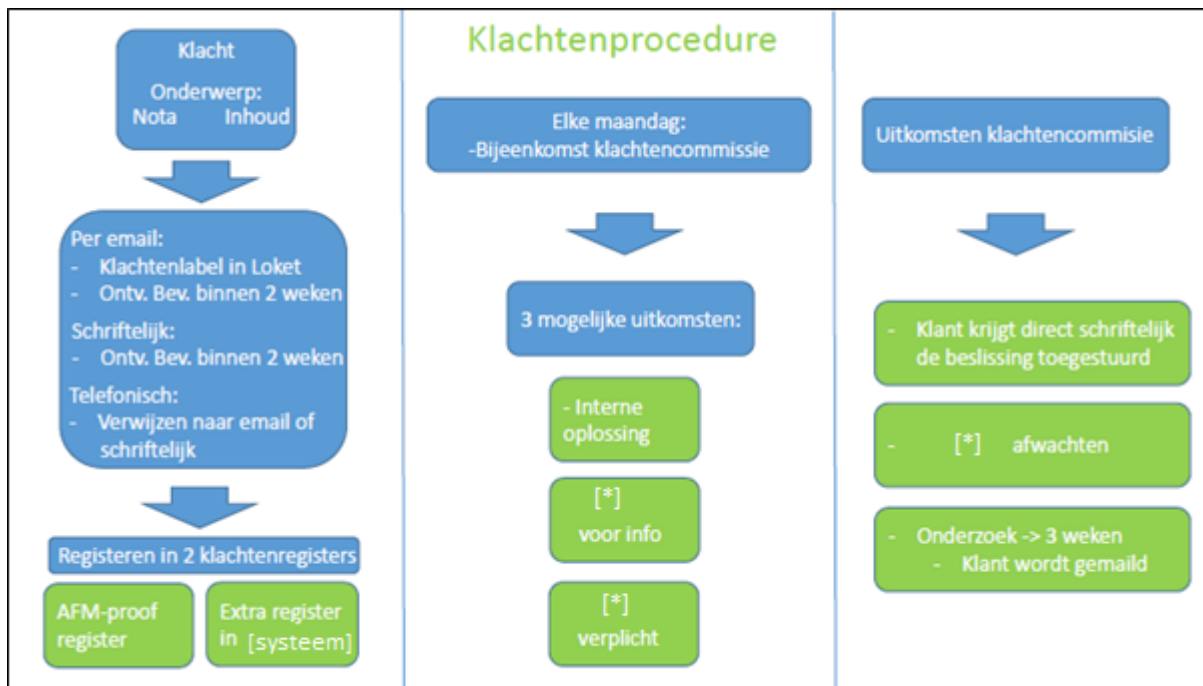 Klachtenprocedure
Klacht
Onderwerp:
Nota Inhoud
Per email:
- Klachtenlabel in Loket
- Ontv. Bev. binnen 2 weken
Schriftelijk:
- Ontv. Bev. binnen 2 weken
Telefonisch:
- Verwijzen naar email of
schriftelijk
Registeren in 2 klachtenregisters
AFM-proof
register
Extra register
in [systeem]
Elke maandag:
-Bijeenkomst klachtencommissie
3 mogelijke uitkomsten:
- Interne
oplossing
[*]
voor info
[*]
verplicht
Uitkomsten klachtencommisie
- Klant krijgt direct schriftelijk
de beslissing toegestuurd
- [*] afwachten
- Onderzoek -> 3 weken
- Klant wordt gemaild